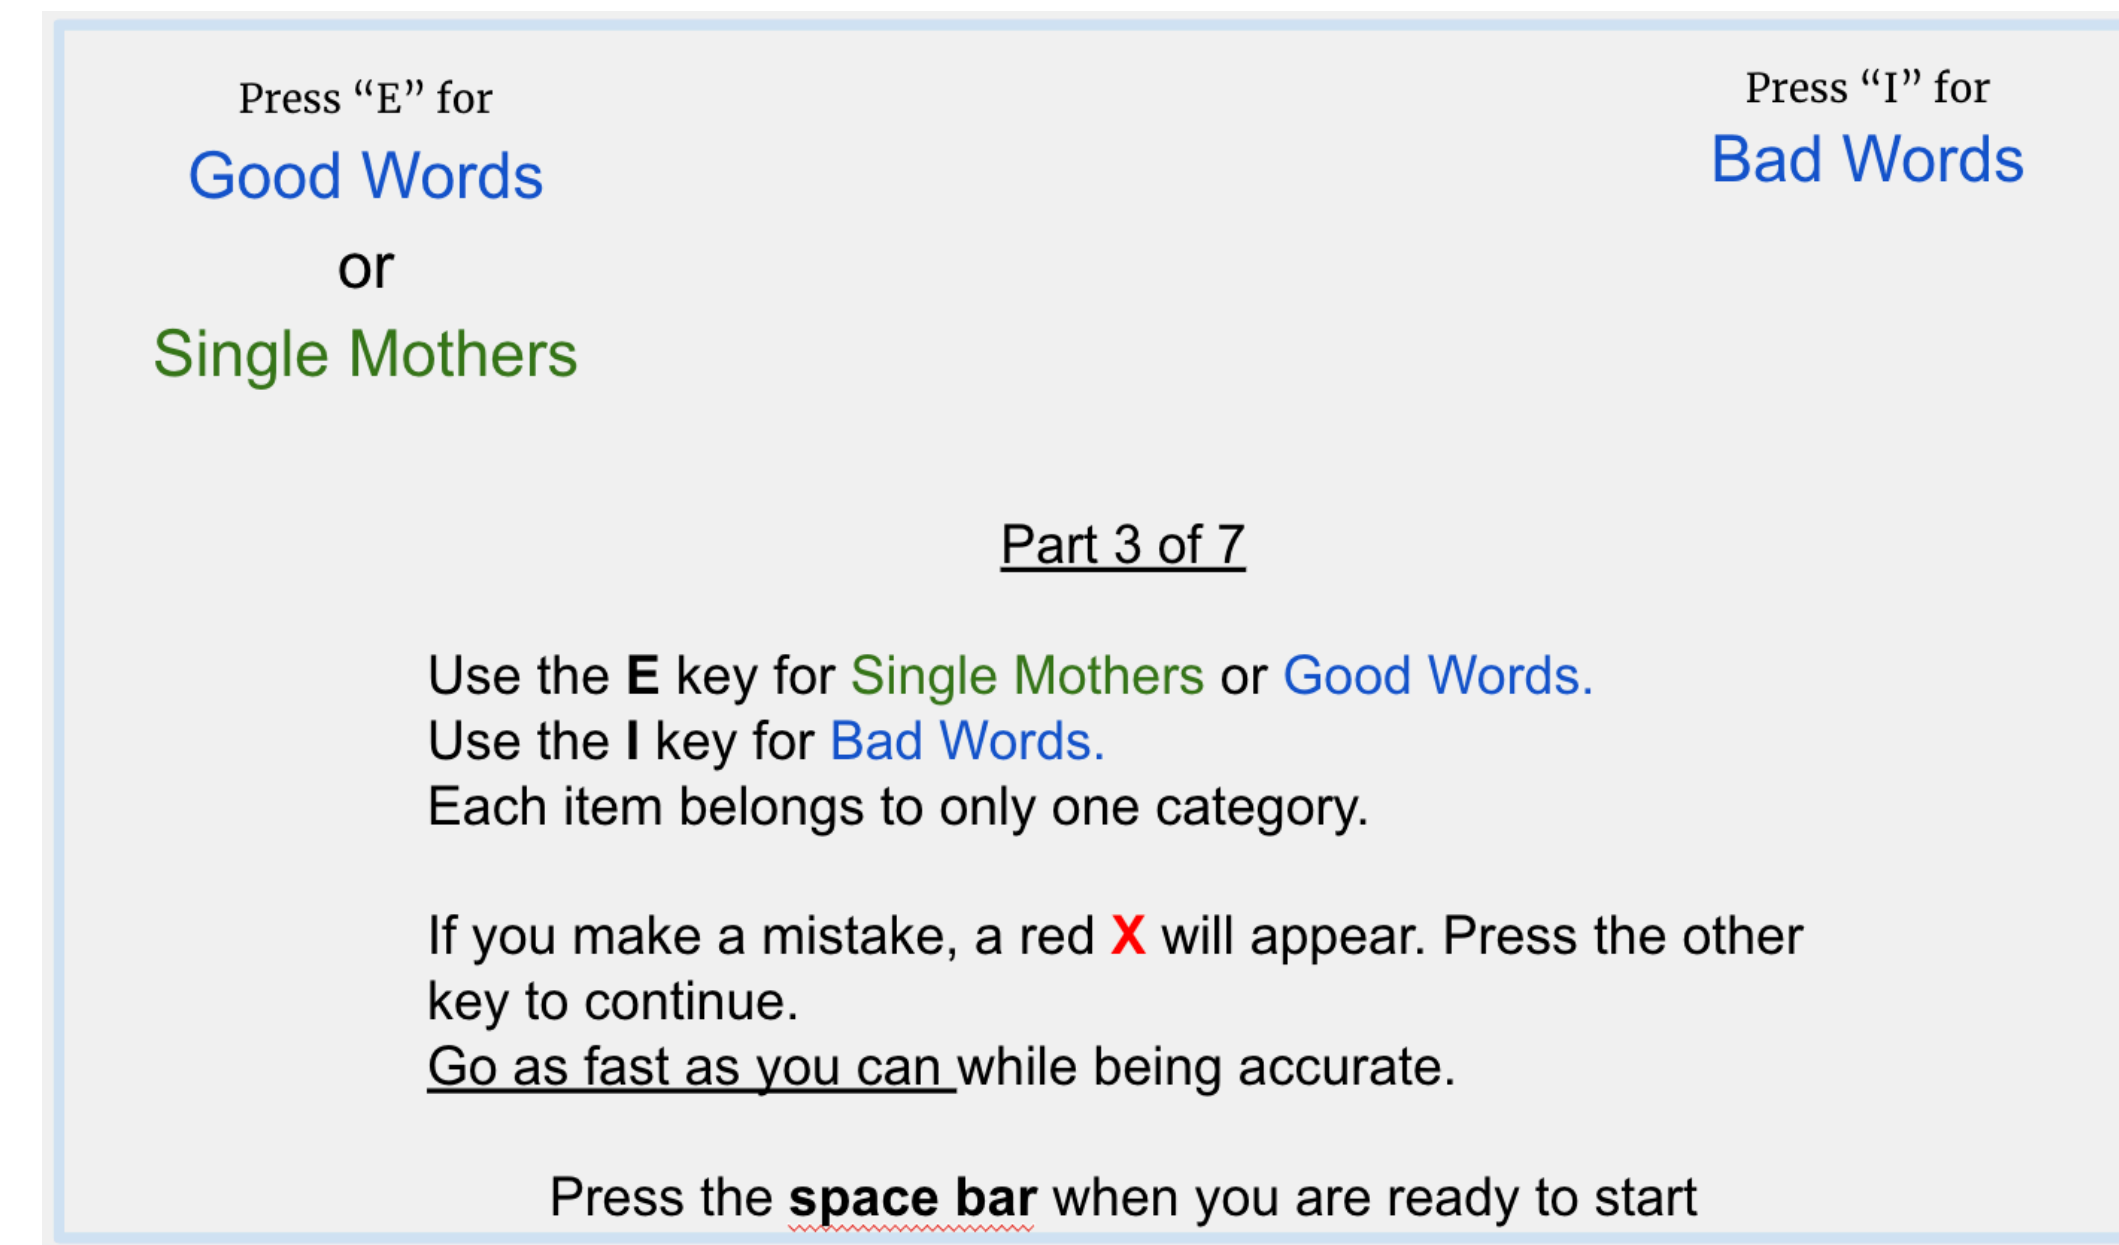 Press “E” for
Good Words
or
Single Mothers
Press “I” for
Bad Words
Part 3 of 7
Use the E key for Single Mothers or Good Words.
Use the I key for Bad Words.
Each item belongs to only one category.
If you make a mistake, a red X will appear. Press the other
key to continue.
Go as fast as you can while being accurate.
Press the space bar when you are ready to start